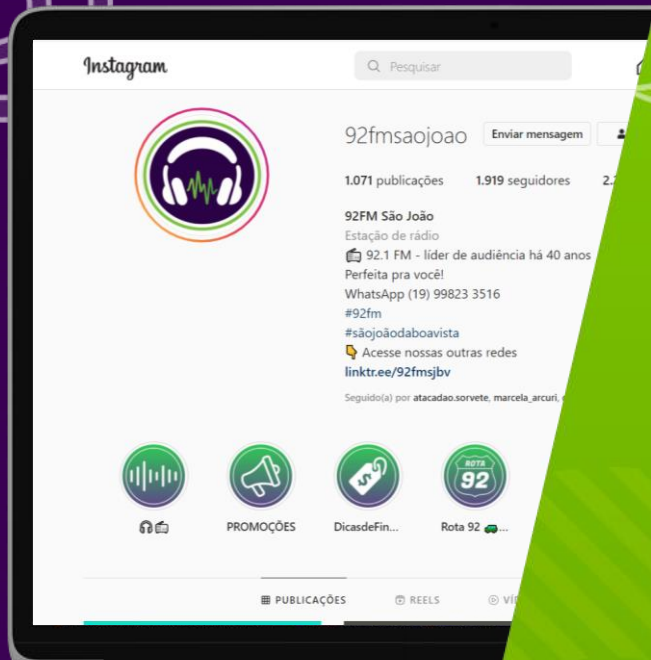 Instagram
Pesquisar
92fmsaojoao
Enviar mensagem
1.071 publicações 1.919 seguidores
92FM São João
Estação de rádio
📻 92.1 FM - líder de audiência há 40 anos
Perfeita pra você!
WhatsApp (19) 99823 3516
#92fm
#sãojoãodaboavista
👇 Acesse nossas outras redes
linktr.ee/92fmsjbv
Seguido(a) por atacadao.sorvete, marcela_arcuri,
ROTA
92
🎧📻 PROMOÇÕES DicasdeFin... Rota 92 🚙...
PUBLICAÇÕES REELS